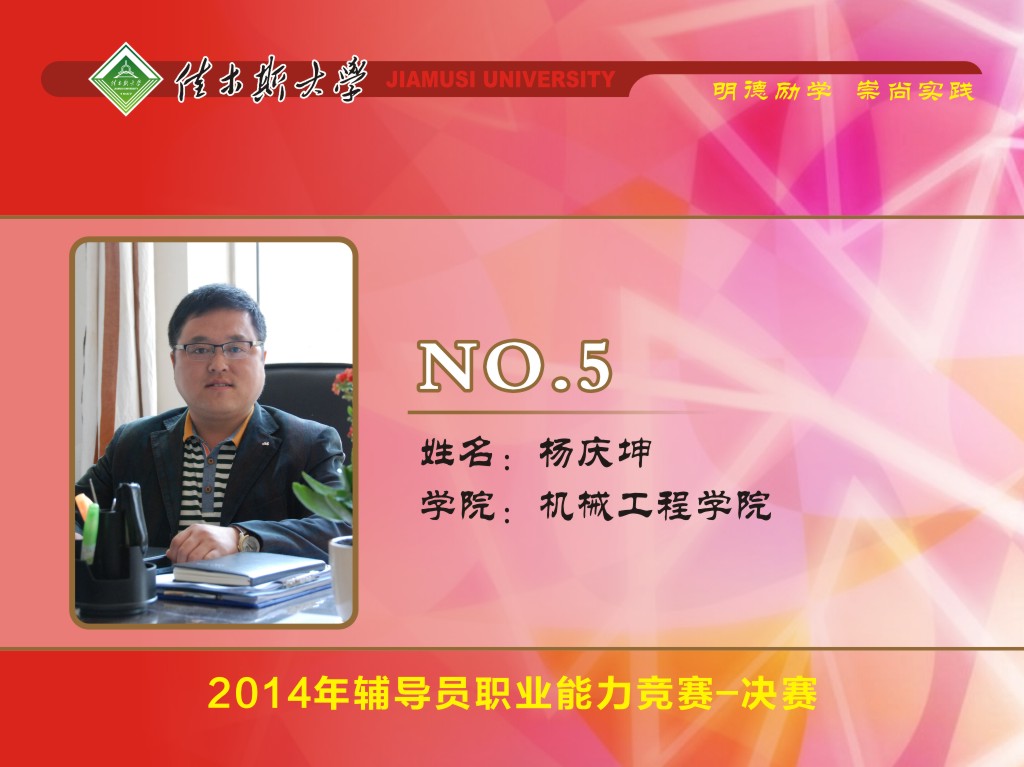 佳木斯大学 JIAMUSI UNIVERSITY
明德励学 崇尚实践
NO.5
姓名：杨庆坤
学院：机械工程学院
2014年辅导员职业能力竞赛-决赛